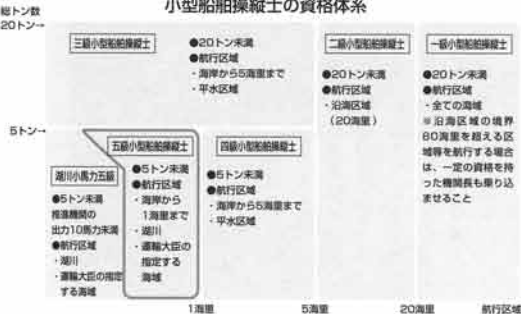 小型船舶操縦士の資格体系
総トン数
20トン→
三級小型船舶操縦士
●20トン未満
●航行区域
・海岸から5海里まで
・平水区域
二級小型船舶操縦士
●20トン未満
●航行区域
・沿海区域
(20海里)
一級小型船舶操縦士
●20トン未満
●航行区域
・全ての海域
※沿海区域の境界
80海里を超える区
域等を航行する場合
は、一定の資格を持
った機関長も乗り込
ませること
5トン→
湖川小馬力五級
●5トン未満
推進機関の
出力10馬力未満
●航行区域
・湖川
・運輸大臣の指定
する海域
五級小型船舶操縦士
●5トン未満
●航行区域
・海岸から
1海里まで
・湖川
・運輸大臣の
指定する
海域
四級小型船舶操縦士
●5トン未満
●航行区域
・海岸から5海里まで
・平水区域
1海里
5海里
20海里
航行区域